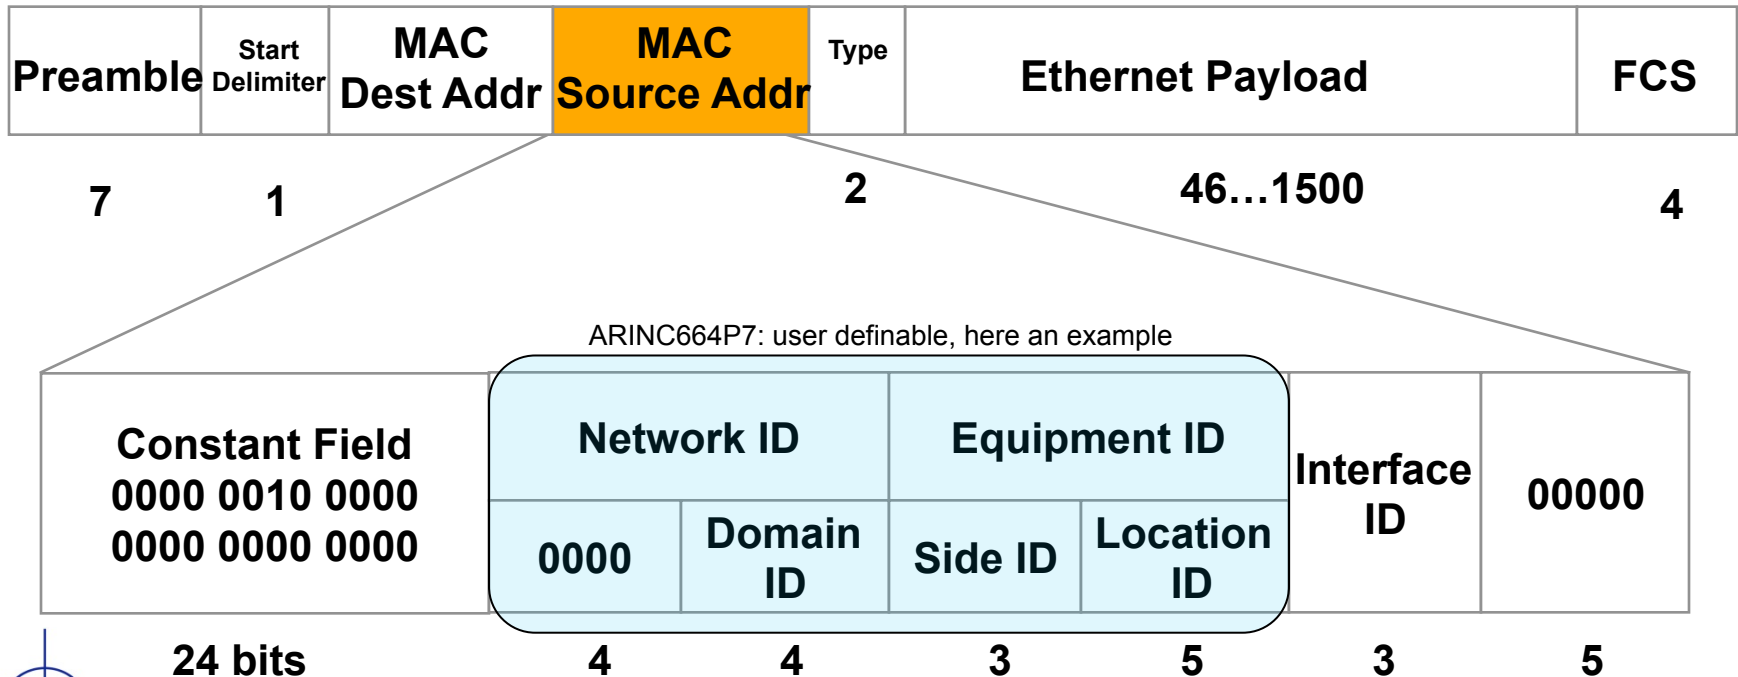 Preamble
Start
Delimiter
MAC
Dest Addr
MAC
Source Addr
Type
Ethernet Payload
FCS
7
1
2
46…1500
4
ARINC664P7: user definable, here an example
Constant Field
0000 0010 0000
0000 0000 0000
Network ID
Equipment ID
0000
Domain
ID
Side ID
Location
ID
Interface
ID
00000
24 bits
4
4
3
5
3
5